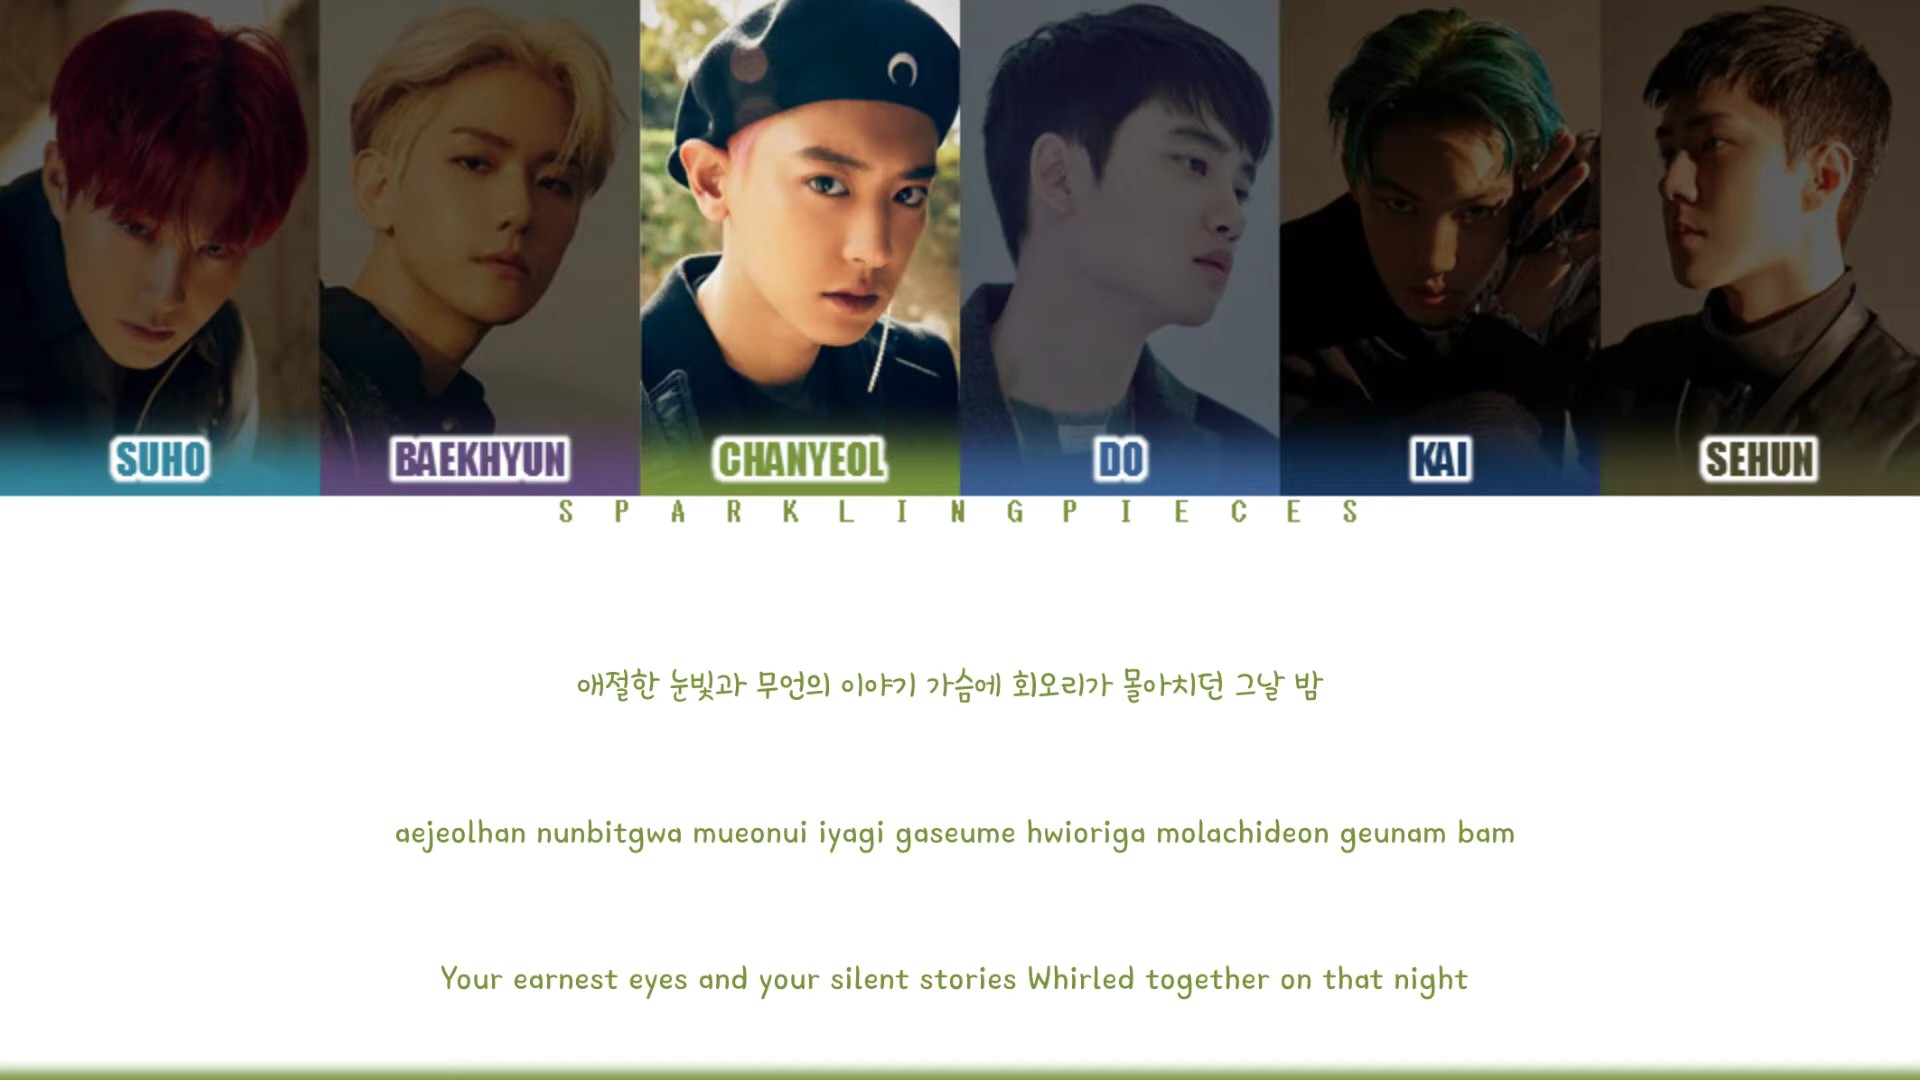 SUHO BAEKHYUN CHANYEOL DO KAI SEHUN
SPARKLINGPIECES
애절한 눈빛과 무언의 이야기 가슴에 회오리가 몰아치던 그날 밤
aejeolhan nunbitgwa mueonui iyagi gaseume hwioriga molachideon geunam bam
Your earnest eyes and your silent stories Whirled together on that night